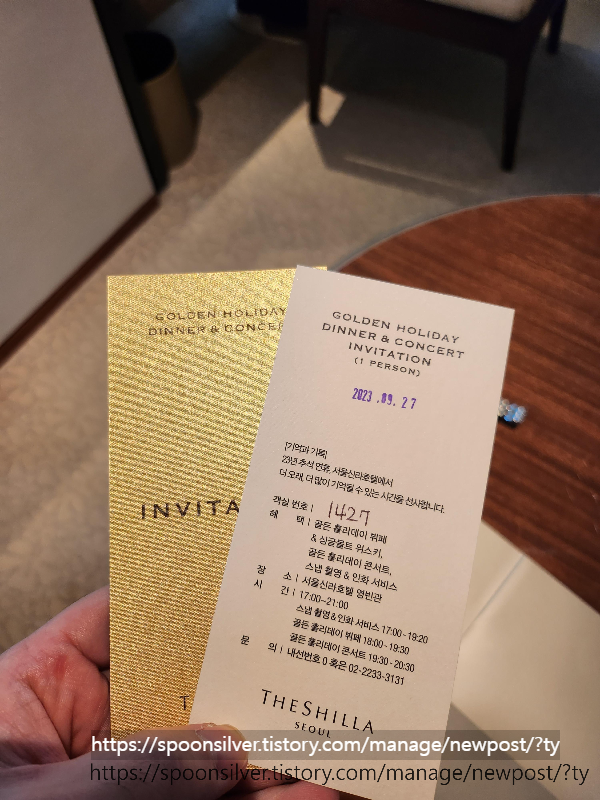 GOLDEN HOLIDAY
DINNER & CONCE
INVITA
T
GOLDEN HOLIDAY
DINNER & CONCERT
INVITATION
(1 PERSON)
2023.09.27
[기억과 기록]
23년 추석 연휴, 서울신라호텔에서
더 오래, 더 많이 기억될 수 있는 시간을 선사합니다.
객실 번호 | 1427
혜 택 | 골든 홀리데이 뷔페
& 싱글몰트 위스키,
골든 홀리데이 콘서트,
스냅 촬영 & 인화 서비스
장 소 | 서울신라호텔 영빈관
시 간 | 17:00~21:00
스냅 촬영 & 인화 서비스 17:00 - 19:20
골든 홀리데이 뷔페 18:00 - 19:30
골든 홀리데이 콘서트 19:30 - 20:30
문 의 | 내선번호 0 혹은 02-2233-3131
THE SHILLA
SEOUL
https://spoonsilver.tistory.com/manage/newpost/?ty
https://spoonsilver.tistory.com/manage/newpost/?ty